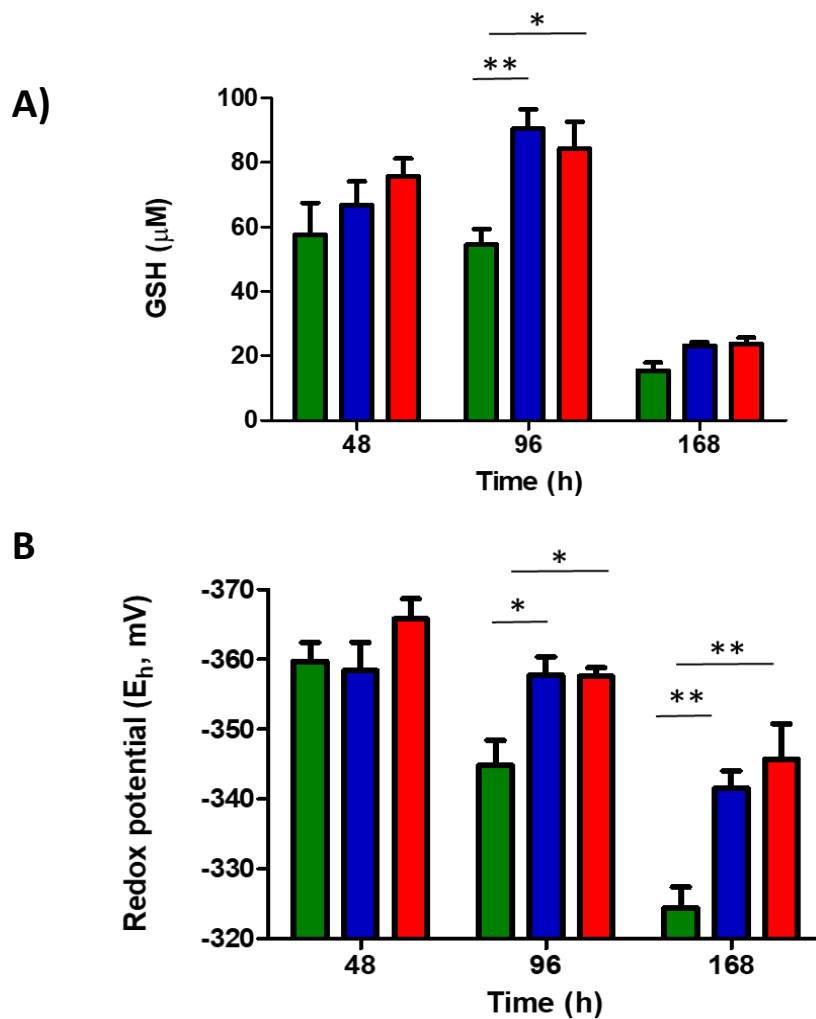 A)
*
**
100
80
60
40
20
0
GSH (μM)
48 96 168
Time (h)
B
*
*
**
**
-370
-360
-350
-340
-330
-320
Redox potential (Eh, mV)
48 96 168
Time (h)